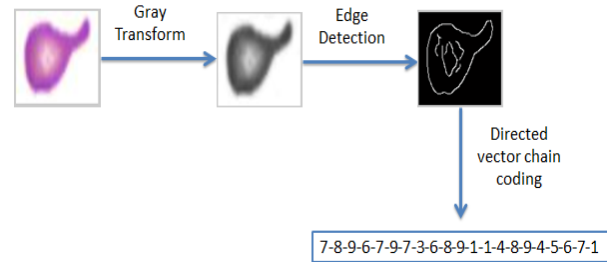 Gray
Transform
Edge
Detection
Directed
vector chain
coding
7-8-9-6-7-9-7-3-6-8-9-1-1-4-8-9-4-5-6-7-1